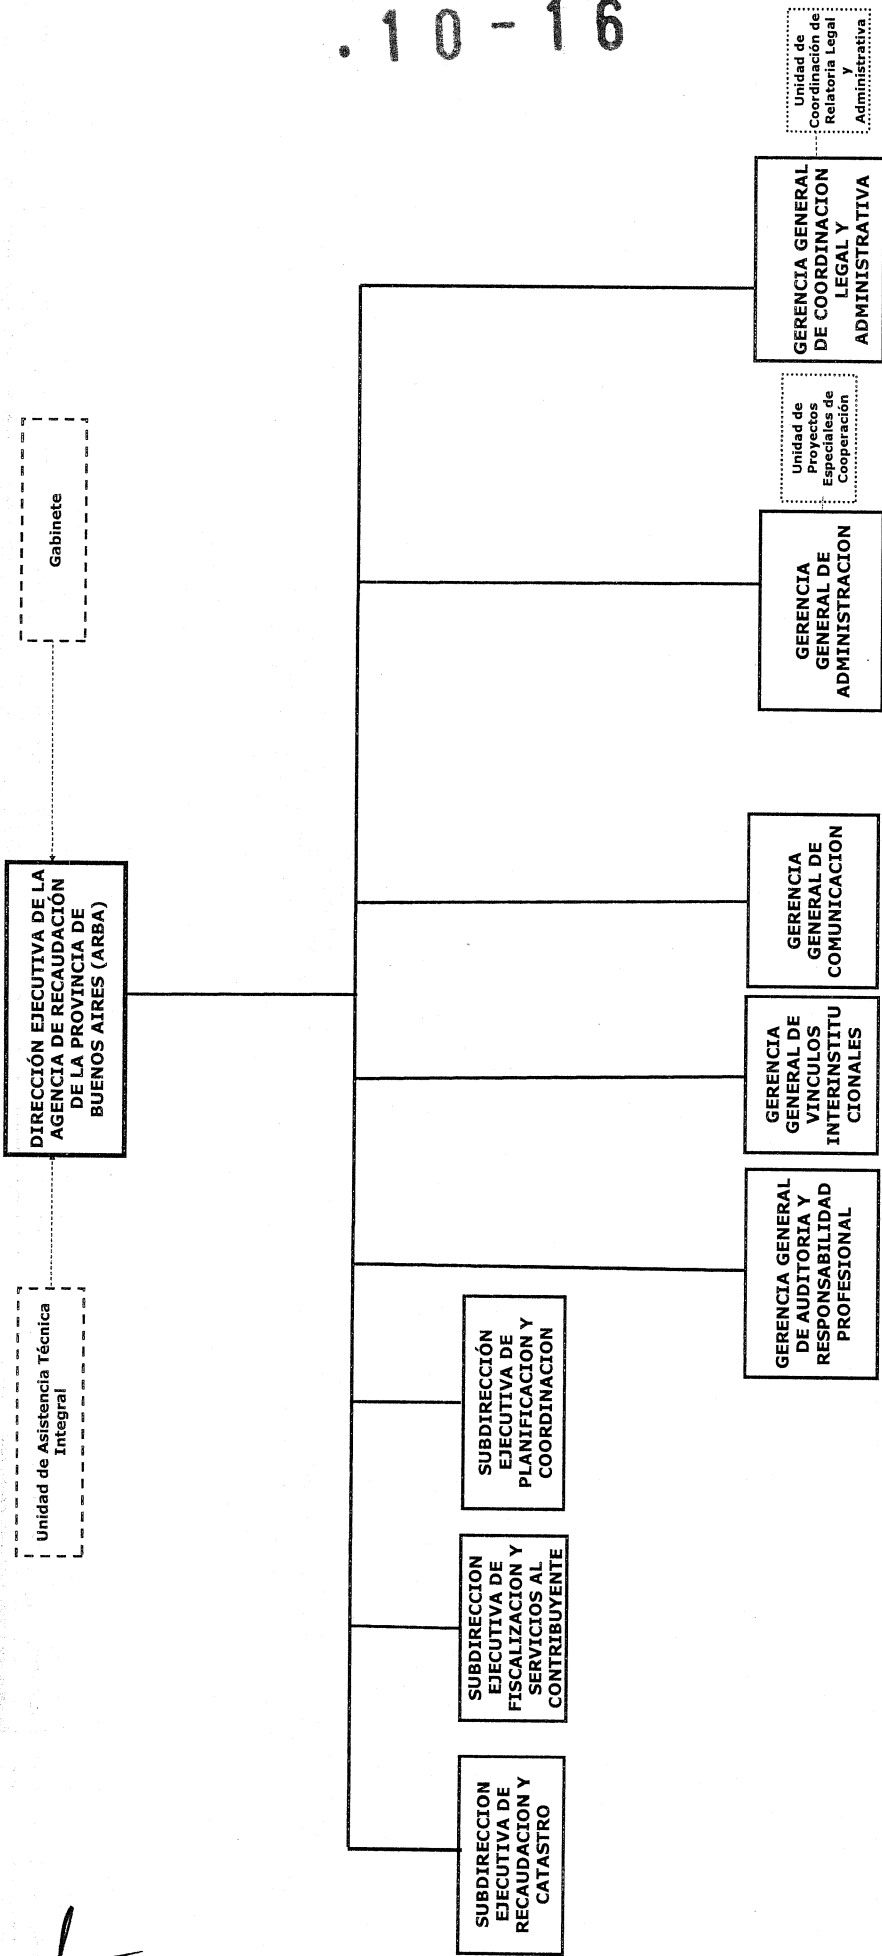 .10-16
Unidad de Asistencia Técnica
Integral
DIRECCIÓN EJECUTIVA DE LA
AGENCIA DE RECAUDACIÓN
DE LA PROVINCIA DE
BUENOS AIRES (ARBA)
Gabinete
SUBDIRECCION
EJECUTIVA DE
RECAUDACION Y
CATASTRO
SUBDIRECCION
EJECUTIVA DE
FISCALIZACION Y
SERVICIOS AL
CONTRIBUYENTE
SUBDIRECCIÓN
EJECUTIVA DE
PLANIFICACION Y
COORDINACION
GERENCIA GENERAL
DE AUDITORIA Y
RESPONSABILIDAD
PROFESIONAL
GERENCIA
GENERAL DE
VINCULOS
INTERINSTITU
CIONALES
GERENCIA
GENERAL DE
COMUNICACION
GERENCIA
GENERAL DE
ADMINISTRACION
Unidad de
Proyectos
Especiales de
Cooperación
GERENCIA GENERAL
DE COORDINACION
LEGAL Y
ADMINISTRATIVA
Unidad de
Coordinación de
Relatoria Legal
y
Administrativa